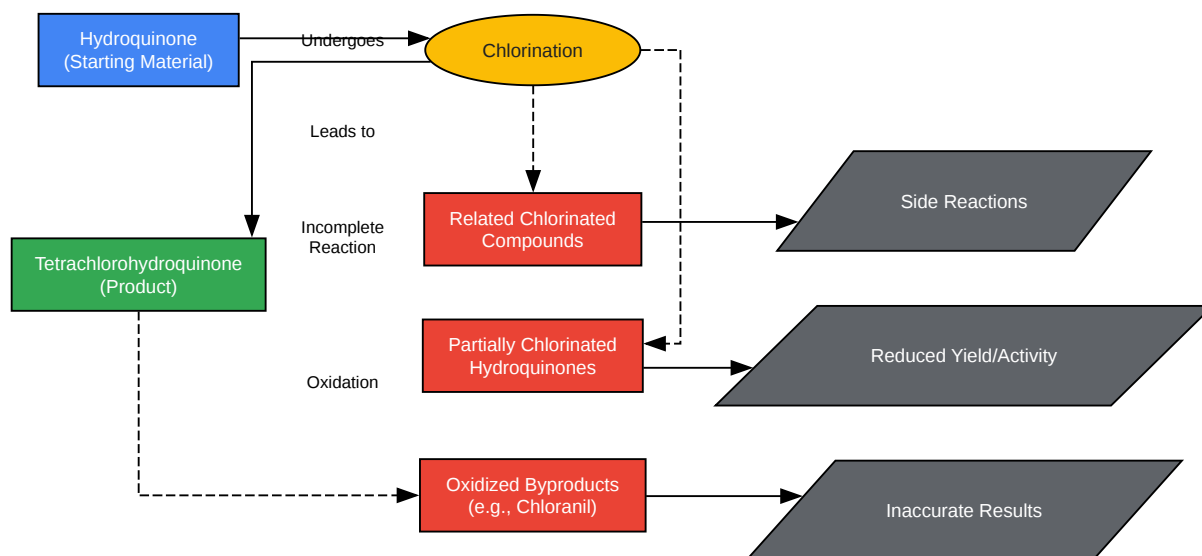 Hydroquinone
(Starting Material)
Undergoes
Chlorination
Leads to
Related Chlorinated
Compounds
Side Reactions
Incomplete
Reaction
Tetrachlorohydroquinone
(Product)
Partially Chlorinated
Hydroquinones
Reduced Yield/Activity
Oxidation
Oxidized Byproducts
(e.g., Chloranil)
Inaccurate Results